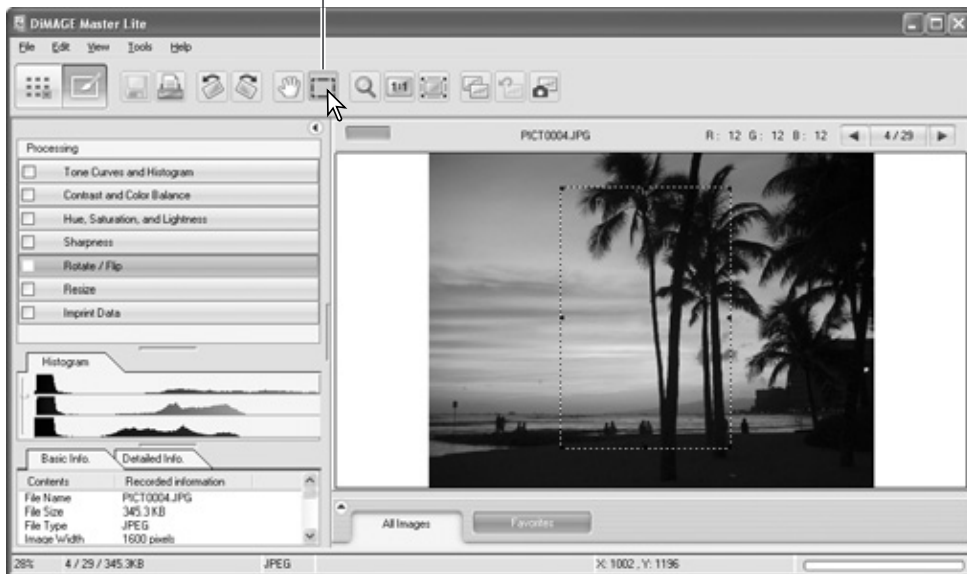 DiMAGE Master Lite
File Edit View Tools Help
1:1
PICT0004.JPG R: 12 G: 12 B: 12 4/29
Processing
Tone Curves and Histogram
Contrast and Color Balance
Hue, Saturation, and Lightness
Sharpness
Rotate / Flip
Resize
Imprint Data
Histogram
Basic Info. Detailed Info.
Contents Recorded information
File Name PICT0004.JPG
File Size 345.3 KB
File Type JPEG
Image Width 1600 pixels
All Images Favorites
28% 4 / 29 / 345.3KB JPEG X: 1002 , Y: 1196